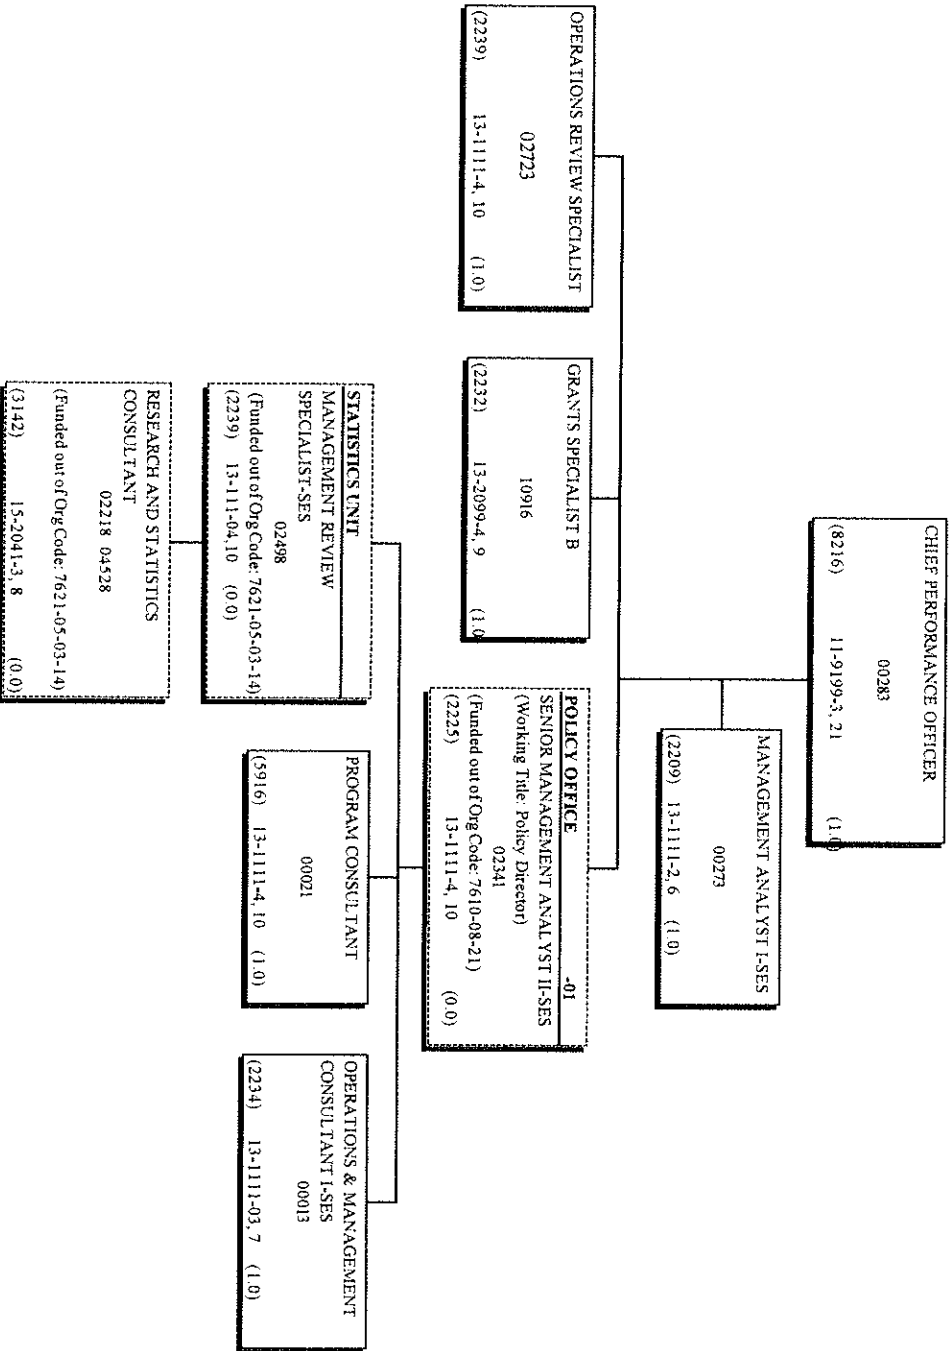 CHIEF PERFORMANCE OFFICER
00283
(8216) 11-9199-3, 21 (1.0)
MANAGEMENT ANALYST I-SES
00273
(2209) 13-1111-2, 6 (1.0)
OPERATIONS REVIEW SPECIALIST
02723
(2239) 13-1111-4, 10 (1.0)
GRANTS SPECIALIST B
10916
(2232) 13-2099-4, 9 (1.0
POLICY OFFICE -01
SENIOR MANAGEMENT ANALYST II-SES
(Working Title: Policy Director)
02341
(Funded out of Org Code: 7610-08-21)
(2225) 13-1111-4, 10 (0.0)
STATISTICS UNIT
MANAGEMENT REVIEW
SPECIALIST-SES
02498
(Funded out of Org Code: 7621-05-03-14)
(2239) 13-111-04,10 (0.0)
PROGRAM CONSULTANT
00021
(5916) 13-1111-4, 10 (1.0)
OPERATIONS & MANAGEMENT
CONSULTANT I-SES
00013
(2234) 13-1111-03, 7 (1.0)
RESEARCH AND STATISTICS
CONSULTANT
02218 04528
(Funded out of Org Code: 7621-05-03-14)
(3142) 15-2041-3, 8 (0.0)